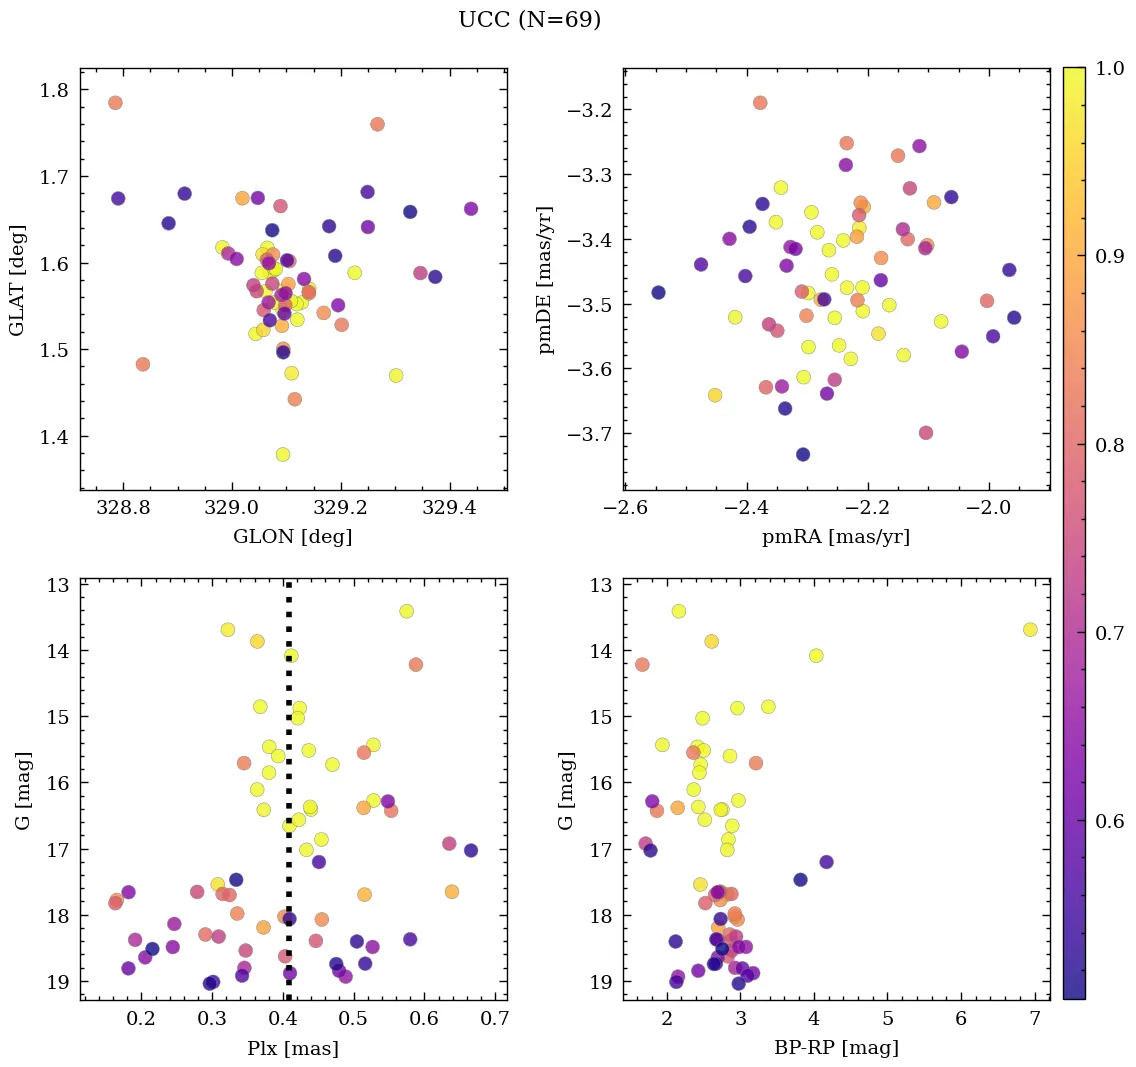 UCC (N=69)
1.8
1.7
1.6
1.5
1.4
GLAT [deg]
328.8 329.0 329.2 329.4
GLON [deg]
−3.2
−3.3
−3.4
−3.5
−3.6
−3.7
pmDE [mas/yr]
−2.6 −2.4 −2.2 −2.0
pmRA [mas/yr]
1.0
0.9
0.8
0.7
0.6
13
14
15
16
17
18
19
G [mag]
0.2 0.3 0.4 0.5 0.6 0.7
Plx [mas]
13
14
15
16
17
18
19
G [mag]
2 3 4 5 6 7
BP-RP [mag]